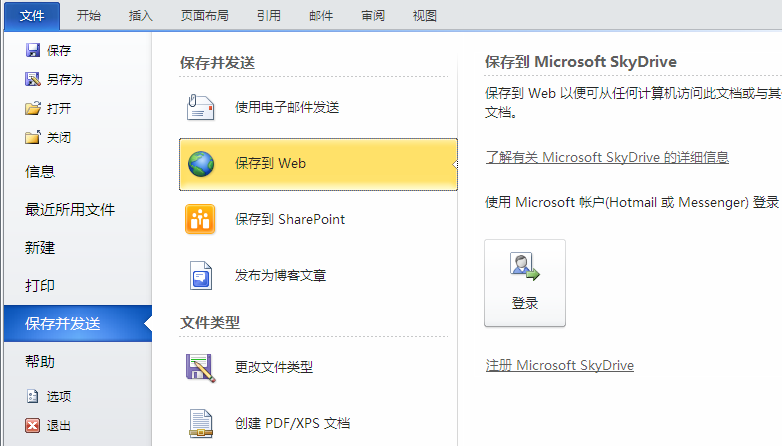 文件 开始 插入 页面布局 引用 邮件 审阅 视图
保存
另存为
打开
关闭
信息
最近所用文件
新建
打印
保存并发送
帮助
选项
退出
保存并发送
使用电子邮件发送
保存到 Web
保存到 SharePoint
发布为博客文章
文件类型
更改文件类型
创建 PDF/XPS 文档
保存到 Microsoft SkyDrive
保存到 Web 以便可从任何计算机访问此文档或与其
文档。
了解有关 Microsoft SkyDrive 的详细信息
使用 Microsoft 帐户(Hotmail 或 Messenger) 登录
登录
注册 Microsoft SkyDrive